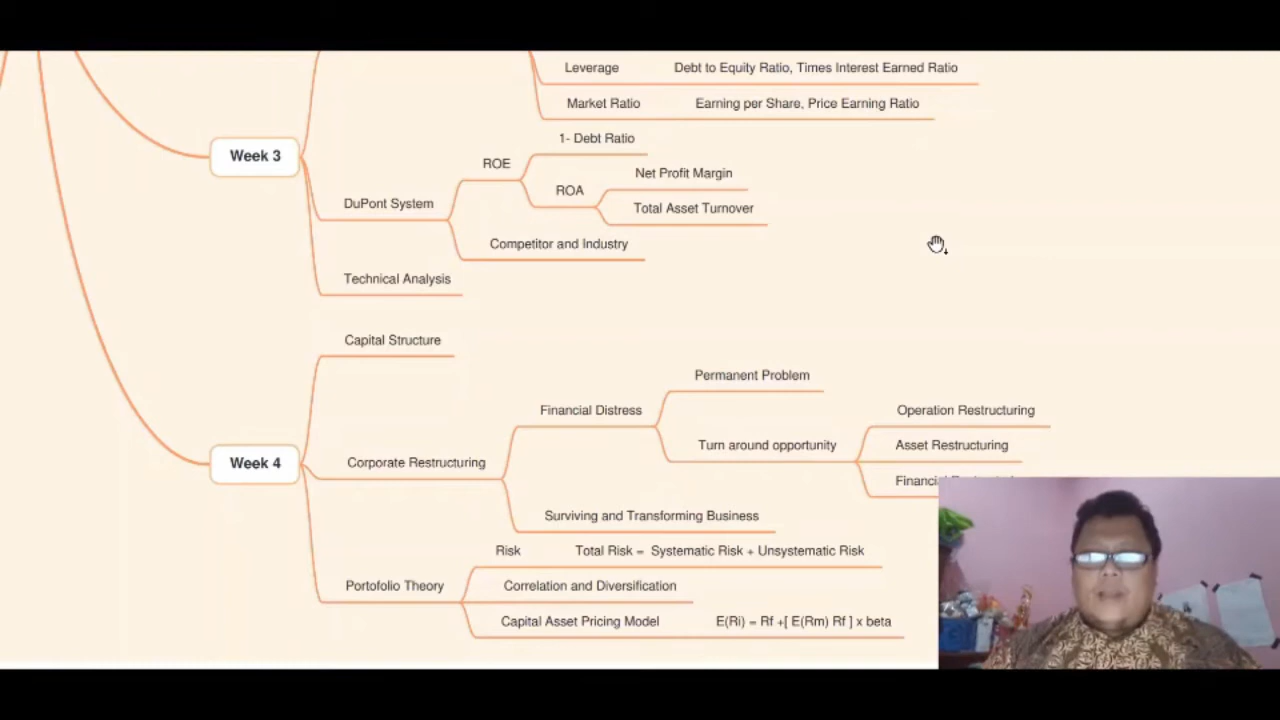 Leverage
Debt to Equity Ratio, Times Interest Earned Ratio
Market Ratio
Earning per Share, Price Earning Ratio
Week 3
DuPont System
ROE
1- Debt Ratio
ROA
Net Profit Margin
Total Asset Turnover
Competitor and Industry
Technical Analysis
Week 4
Capital Structure
Corporate Restructuring
Financial Distress
Permanent Problem
Turn around opportunity
Operation Restructuring
Asset Restructuring
Surviving and Transforming Business
Portofolio Theory
Risk
Total Risk = Systematic Risk + Unsystematic Risk
Correlation and Diversification
Capital Asset Pricing Model
E(Ri) = Rf +[ E(Rm) Rf ] x beta